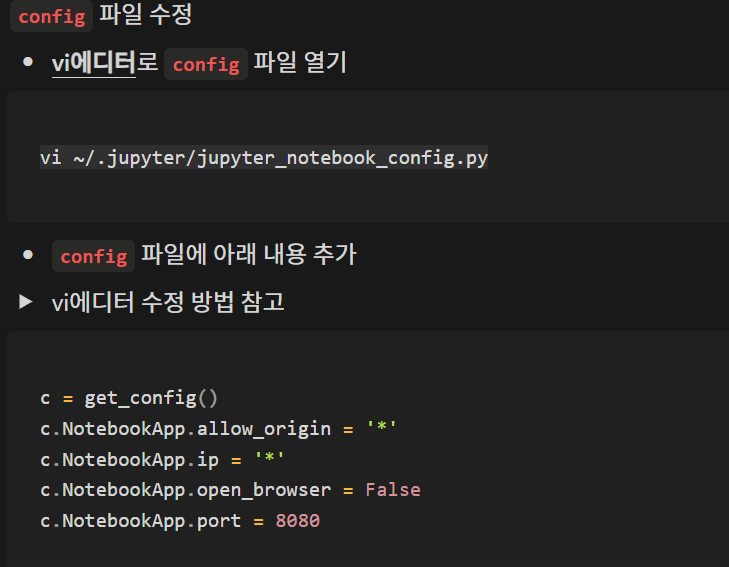 config 파일 수정
vi에디터로 config 파일 열기
vi ~/.jupyter/jupyter_notebook_config.py
config 파일에 아래 내용 추가
vi에디터 수정 방법 참고
c = get_config()
c.NotebookApp.allow_origin = '*'
c.NotebookApp.ip = '*'
c.NotebookApp.open_browser = False
c.NotebookApp.port = 8080